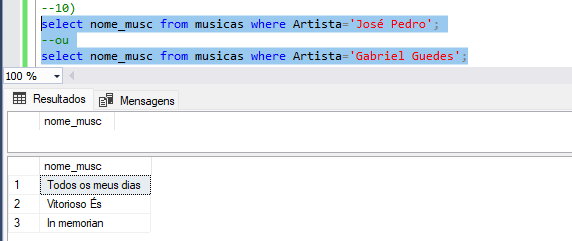 --10)
select nome_musc from musicas where Artista='José Pedro';
--ou
select nome_musc from musicas where Artista='Gabriel Guedes';
100 %
Resultados Mensagens
nome_musc
nome_musc
1 Todos os meus dias
2 Vitorioso És
3 In memorian